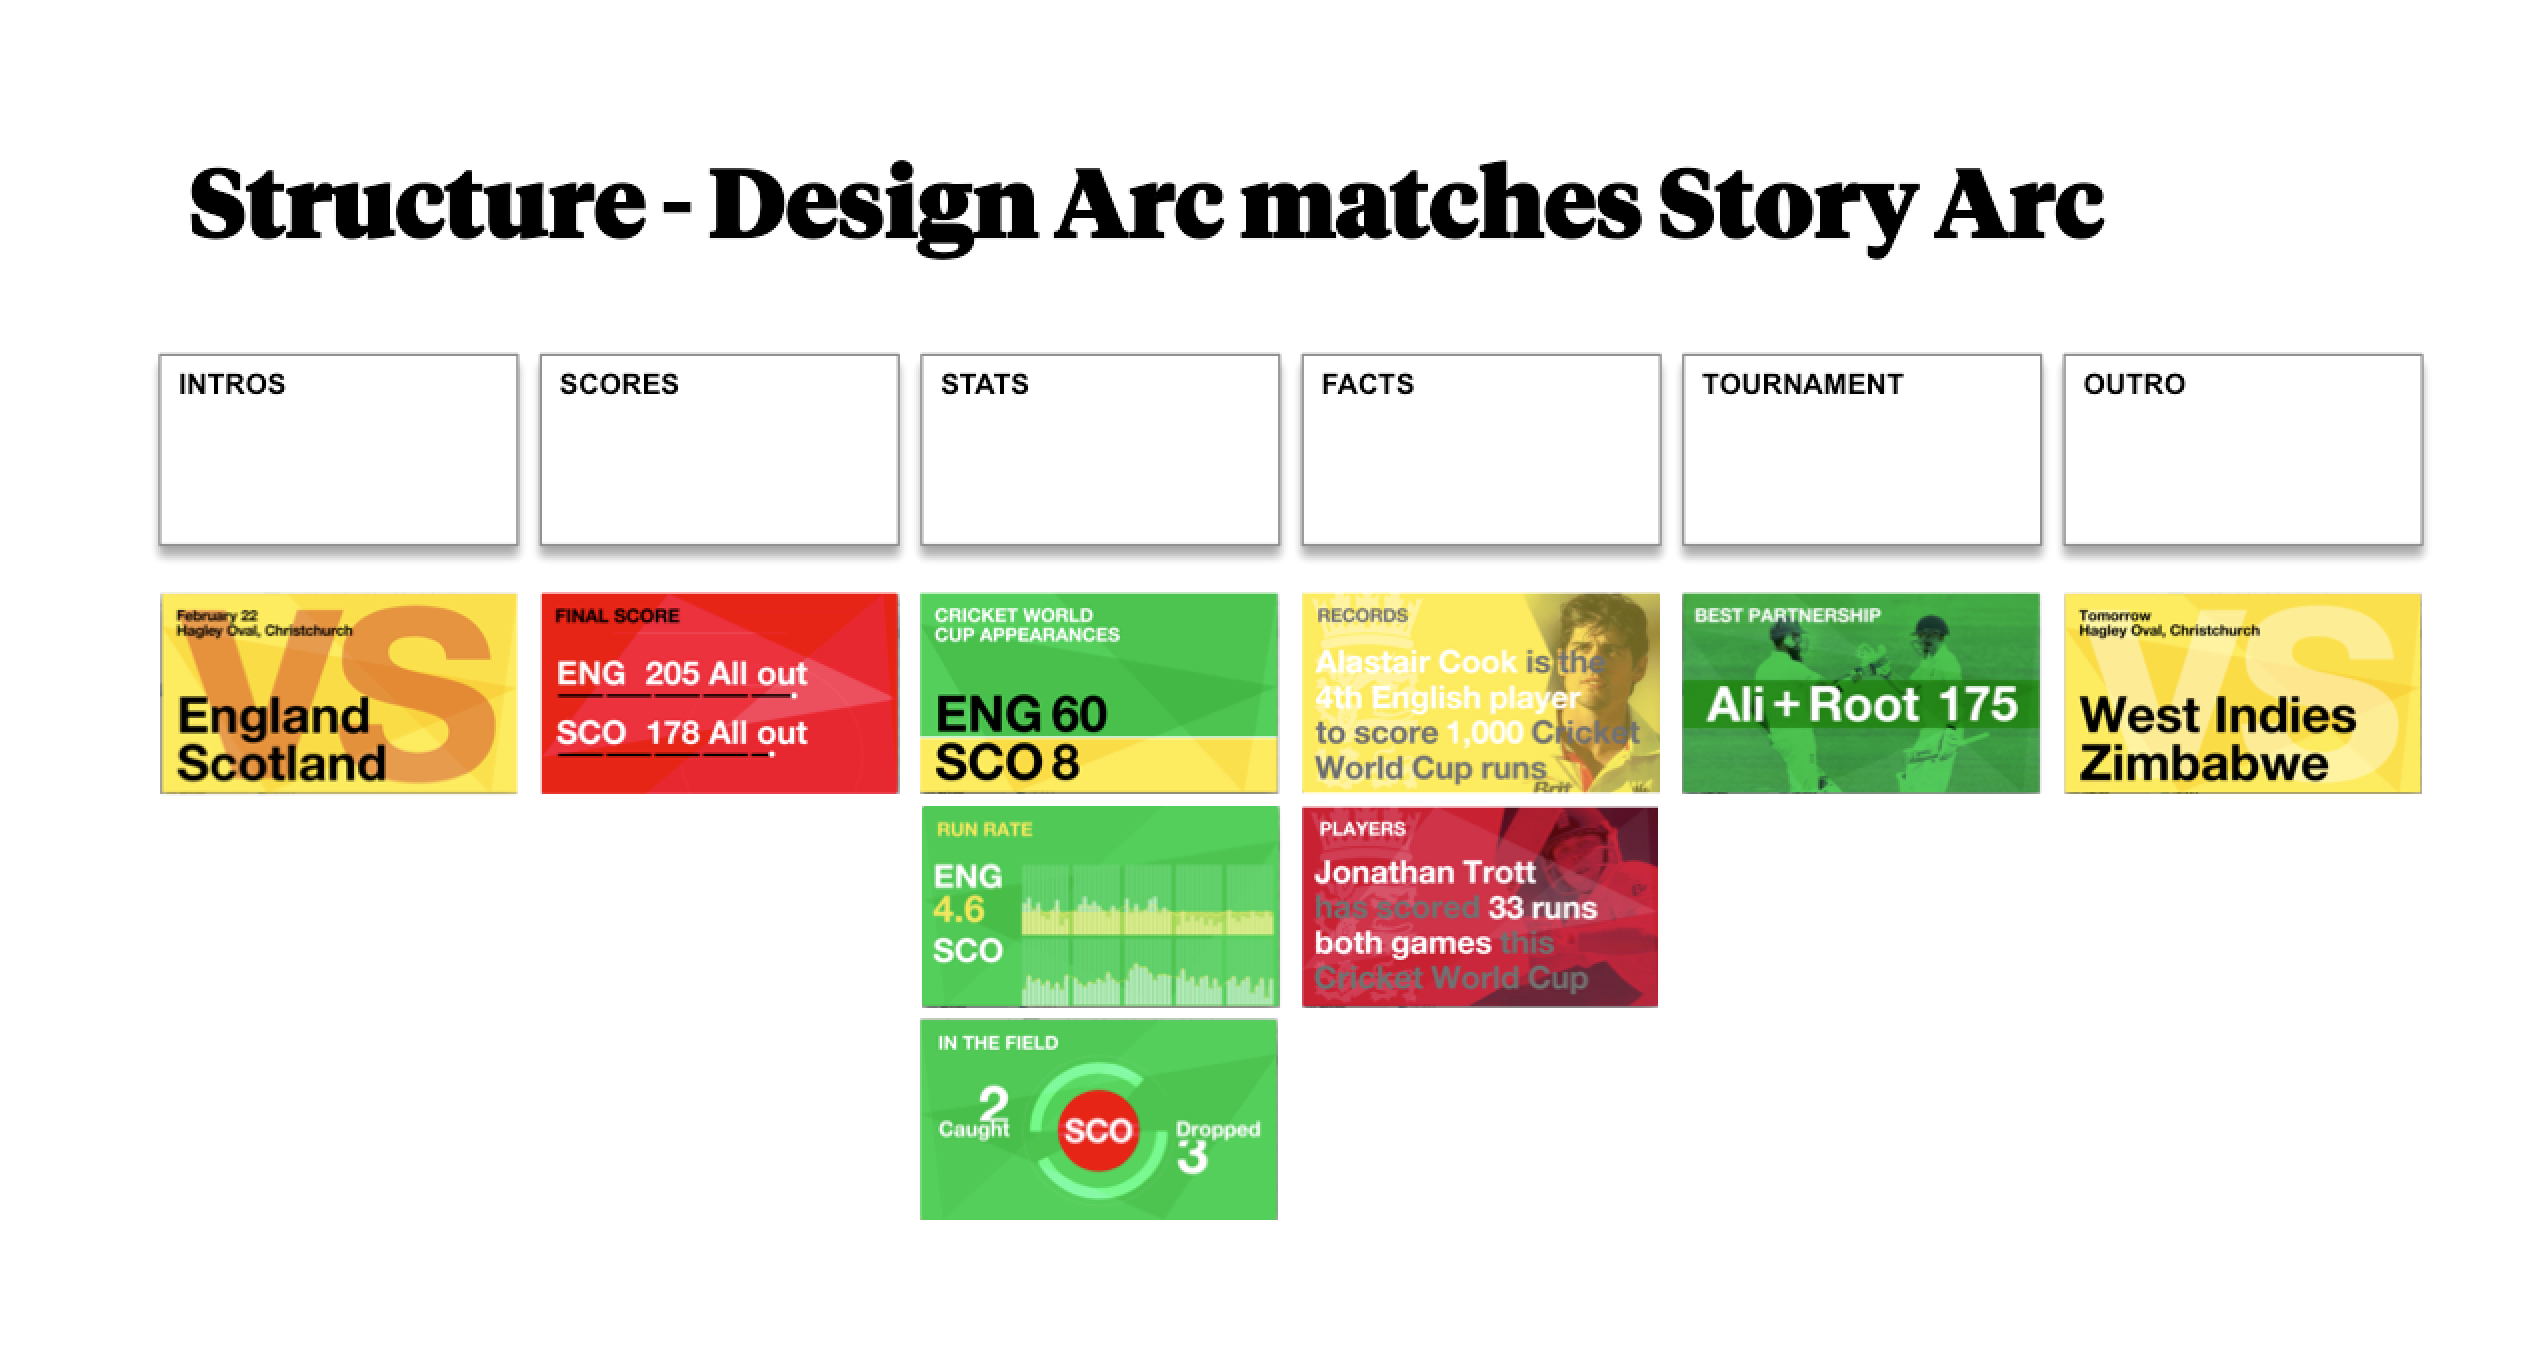 Structure - Design Arc matches Story Arc
INTROS
SCORES
STATS
FACTS
TOURNAMENT
OUTRO
February 22
Hagley Oval, Christchurch
VS
England
Scotland
FINAL SCORE
ENG 205 All out
SCO 178 All out
CRICKET WORLD
CUP APPEARANCES
ENG 60
SCO 8
RUN RATE
ENG
4.6
SCO
IN THE FIELD
2
Caught
SCO
Dropped
3
RECORDS
Alastair Cook is the
4th English player
to score 1,000 Cricket
World Cup runs
Brit
PLAYERS
Jonathan Trott
has scored 33 runs
both games this
Cricket World Cup
BEST PARTNERSHIP
Ali + Root 175
Tomorrow
Hagley Oval, Christchurch
VS
West Indies
Zimbabwe